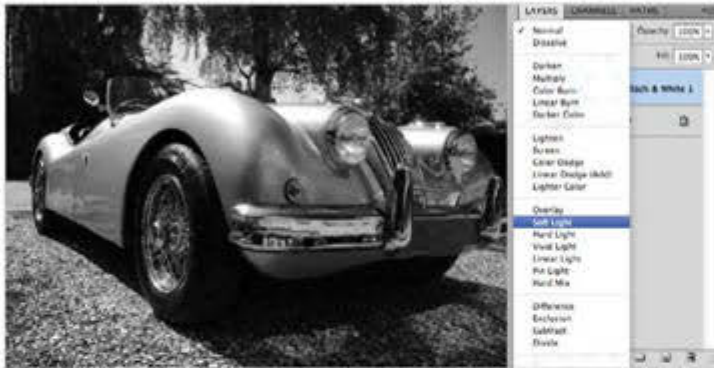 LAYERS CHANNELS PATHS
Normal
Dissolve
Opacity: 100%
Fill: 100%
Darken
Multiply
Color Burn
Linear Burn
Darker Color
Black & White 1
Lighten
Screen
Color Dodge
Linear Dodge (Add)
Lighter Color
Overlay
Soft Light
Hard Light
Vivid Light
Linear Light
Pin Light
Hard Mix
Difference
Exclusion
Subtract
Divide